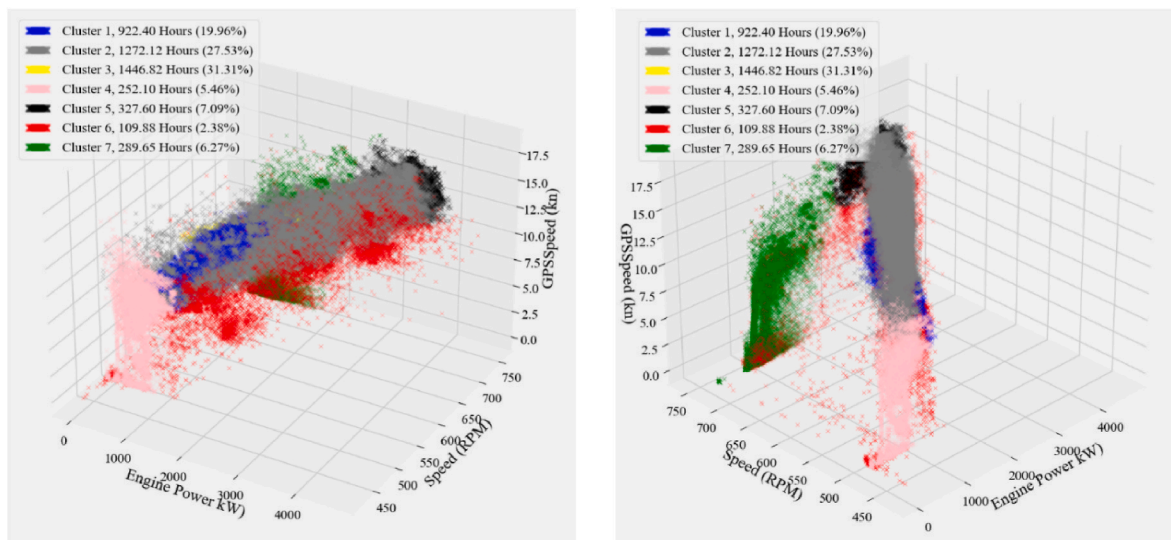 Cluster 1, 922.40 Hours (19.96%)
Cluster 2, 1272.12 Hours (27.53%)
Cluster 3, 1446.82 Hours (31.31%)
Cluster 4, 252.10 Hours (5.46%)
Cluster 5, 327.60 Hours (7.09%)
Cluster 6, 109.88 Hours (2.38%)
Cluster 7, 289.65 Hours (6.27%)
17.5
15.0
12.5
10.0
7.5
5.0
2.5
0.0
GPSSpeed (kn)
750
700
650
600
550
500
450
Speed (RPM)
0
1000
2000
3000
4000
Engine Power kW)
Cluster 1, 922.40 Hours (19.96%)
Cluster 2, 1272.12 Hours (27.53%)
Cluster 3, 1446.82 Hours (31.31%)
Cluster 4, 252.10 Hours (5.46%)
Cluster 5, 327.60 Hours (7.09%)
Cluster 6, 109.88 Hours (2.38%)
Cluster 7, 289.65 Hours (6.27%)
17.5
15.0
12.5
10.0
7.5
5.0
2.5
0.0
GPSSpeed (kn)
750
700
650
600
550
500
450
Speed (RPM)
4000
3000
2000
1000
0
Engine Power kW)